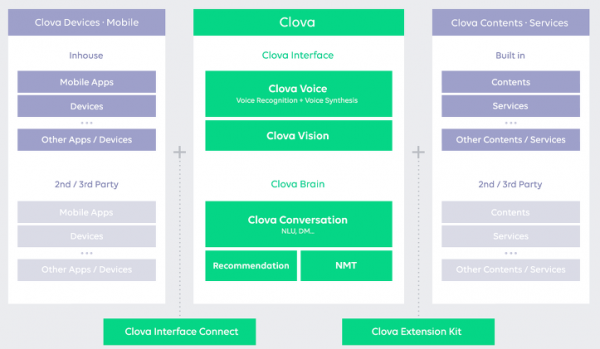 Clova Devices · Mobile
Inhouse
Mobile Apps
Devices
...
Other Apps / Devices
2nd / 3rd Party
Mobile Apps
Devices
...
Other Apps / Devices
Clova
Clova Interface
Clova Voice
Voice Recognition + Voice Synthesis
Clova Vision
Clova Brain
Clova Conversation
NLU, DM...
Recommendation
NMT
Clova Contents · Services
Built in
Contents
Services
...
Other Contents / Services
2nd / 3rd Party
Contents
Services
...
Other Contents / Services
+
+
Clova Interface Connect
Clova Extension Kit